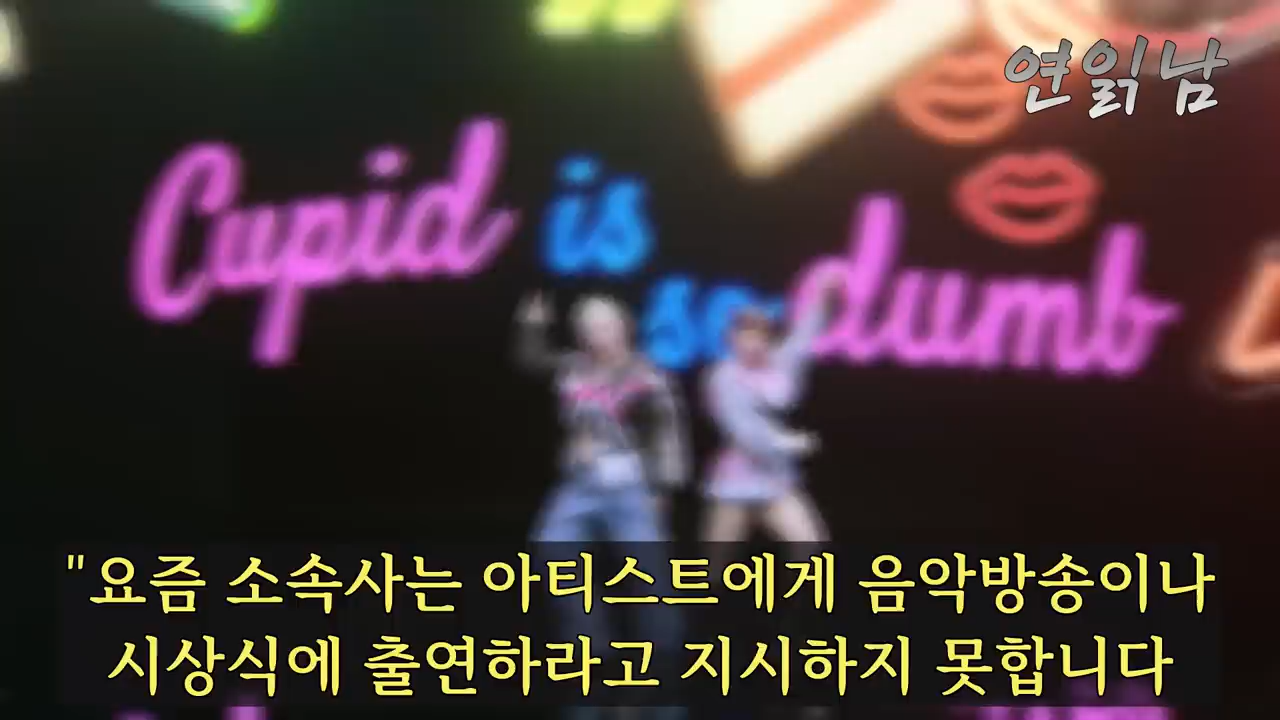 연읽남
Cupid is
so dumb
"요즘 소속사는 아티스트에게 음악방송이나
시상식에 출연하라고 지시하지 못합니다